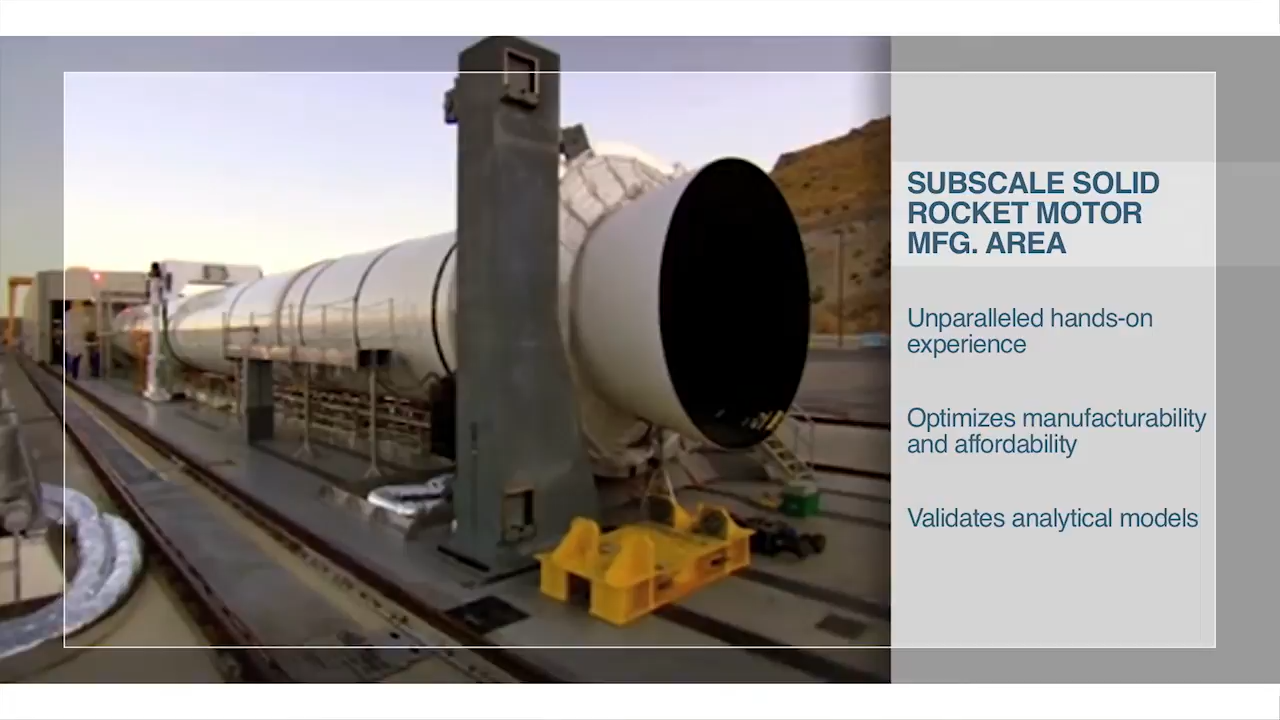 SUBSCALE SOLID
ROCKET MOTOR
MFG. AREA
Unparalleled hands-on
experience
Optimizes manufacturability
and affordability
Validates analytical models